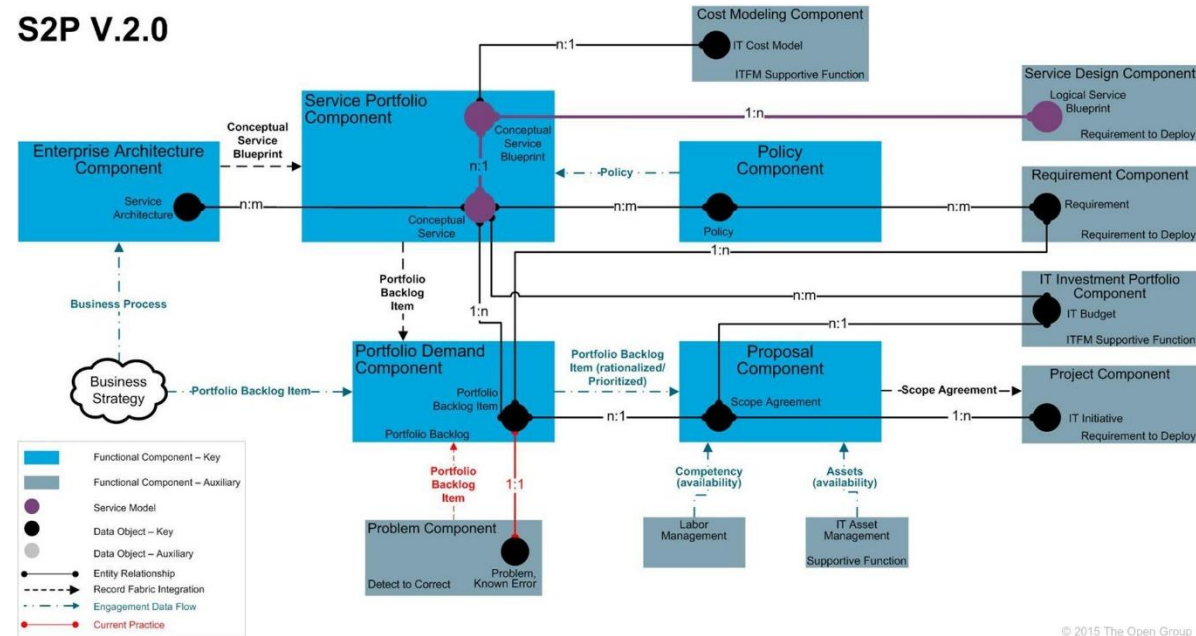 S2P V.2.0
Cost Modeling Component
IT Cost Model
ITFM Supportive Function
n:1
Service Design Component
Logical Service
Blueprint
Requirement to Deploy
1:n
Service Portfolio
Component
Conceptual
Service
Blueprint
n:1
Conceptual
Service
Conceptual
Service
Blueprint
Enterprise Architecture
Component
Service
Architecture
n:m
Policy
Policy
Component
Policy
n:m
n:m
Requirement Component
Requirement
Requirement to Deploy
1:n
Portfolio
Backlog
Item
Business Process
1:n
n:m
IT Investment Portfolio
Component
IT Budget
ITFM Supportive Function
n:1
Business
Strategy
Portfolio Backlog Item
Portfolio Demand
Component
Portfolio
Backlog Item
Portfolio Backlog
Portfolio Backlog
Item (rationalized/
Prioritized)
n:1
Proposal
Component
Scope Agreement
Scope Agreement
1:n
Project Component
IT Initiative
Requirement to Deploy
Portfolio
Backlog
Item
1:1
Problem Component
Problem,
Known Error
Detect to Correct
Competency
(availability)
Labor
Management
Assets
(availability)
IT Asset
Management
Supportive Function
Functional Component – Key
Functional Component – Auxiliary
Service Model
Data Object – Key
Data Object – Auxiliary
Entity Relationship
Record Fabric Integration
Engagement Data Flow
Current Practice
© 2015 The Open Group